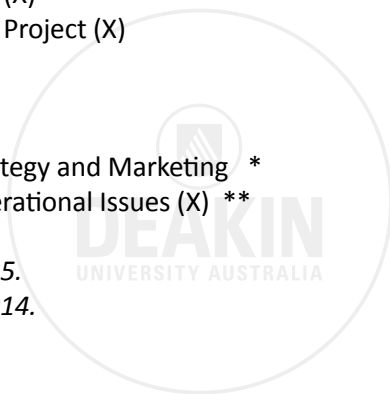 (X)
Project (X)
tegy and Marketing *
erational Issues (X) **
5.
14.
DEAKIN
UNIVERSITY AUSTRALIA